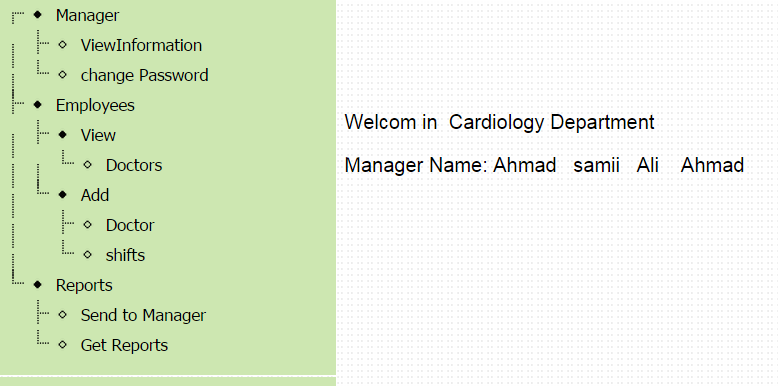 Manager
ViewInformation
change Password
Employees
View
Doctors
Add
Doctor
shifts
Reports
Send to Manager
Get Reports
Welcom in Cardiology Department
Manager Name: Ahmad samii Ali Ahmad